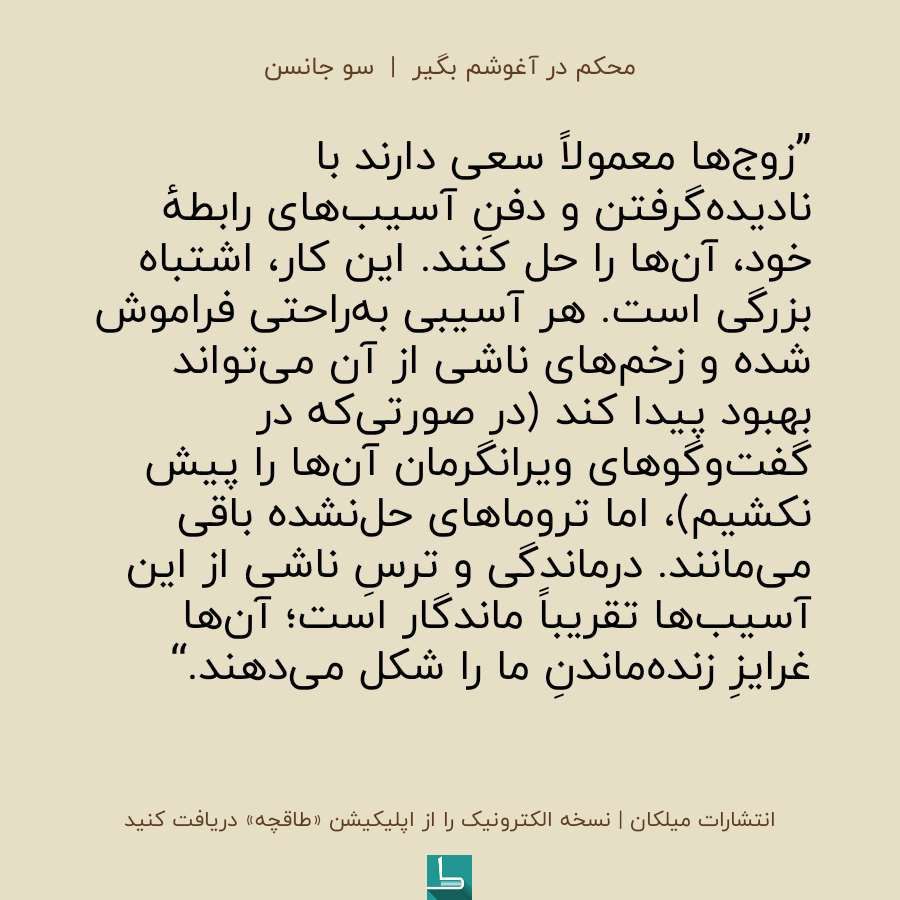 محکم در آغوشم بگیر | سو جانسن
”زوج‌ها معمولاً سعی دارند با
نادیده‌گرفتن و دفنِ آسیب‌های رابطهٔ
خود، آن‌ها را حل کنند. این کار، اشتباه
بزرگی است. هر آسیبی به‌راحتی فراموش
شده و زخم‌های ناشی از آن می‌تواند
بهبود پیدا کند (در صورتی‌که در
گفت‌وگوهای ویرانگرمان آن‌ها را پیش
نکشیم)، اما تروماهای حل‌نشده باقی
می‌مانند. درماندگی و ترسِ ناشی از این
آسیب‌ها تقریباً ماندگار است؛ آن‌ها
غرایزِ زنده‌ماندنِ ما را شکل می‌دهند.“
انتشارات میلکان | نسخه الکترونیک را از اپلیکیشن «طاقچه» دریافت کنید